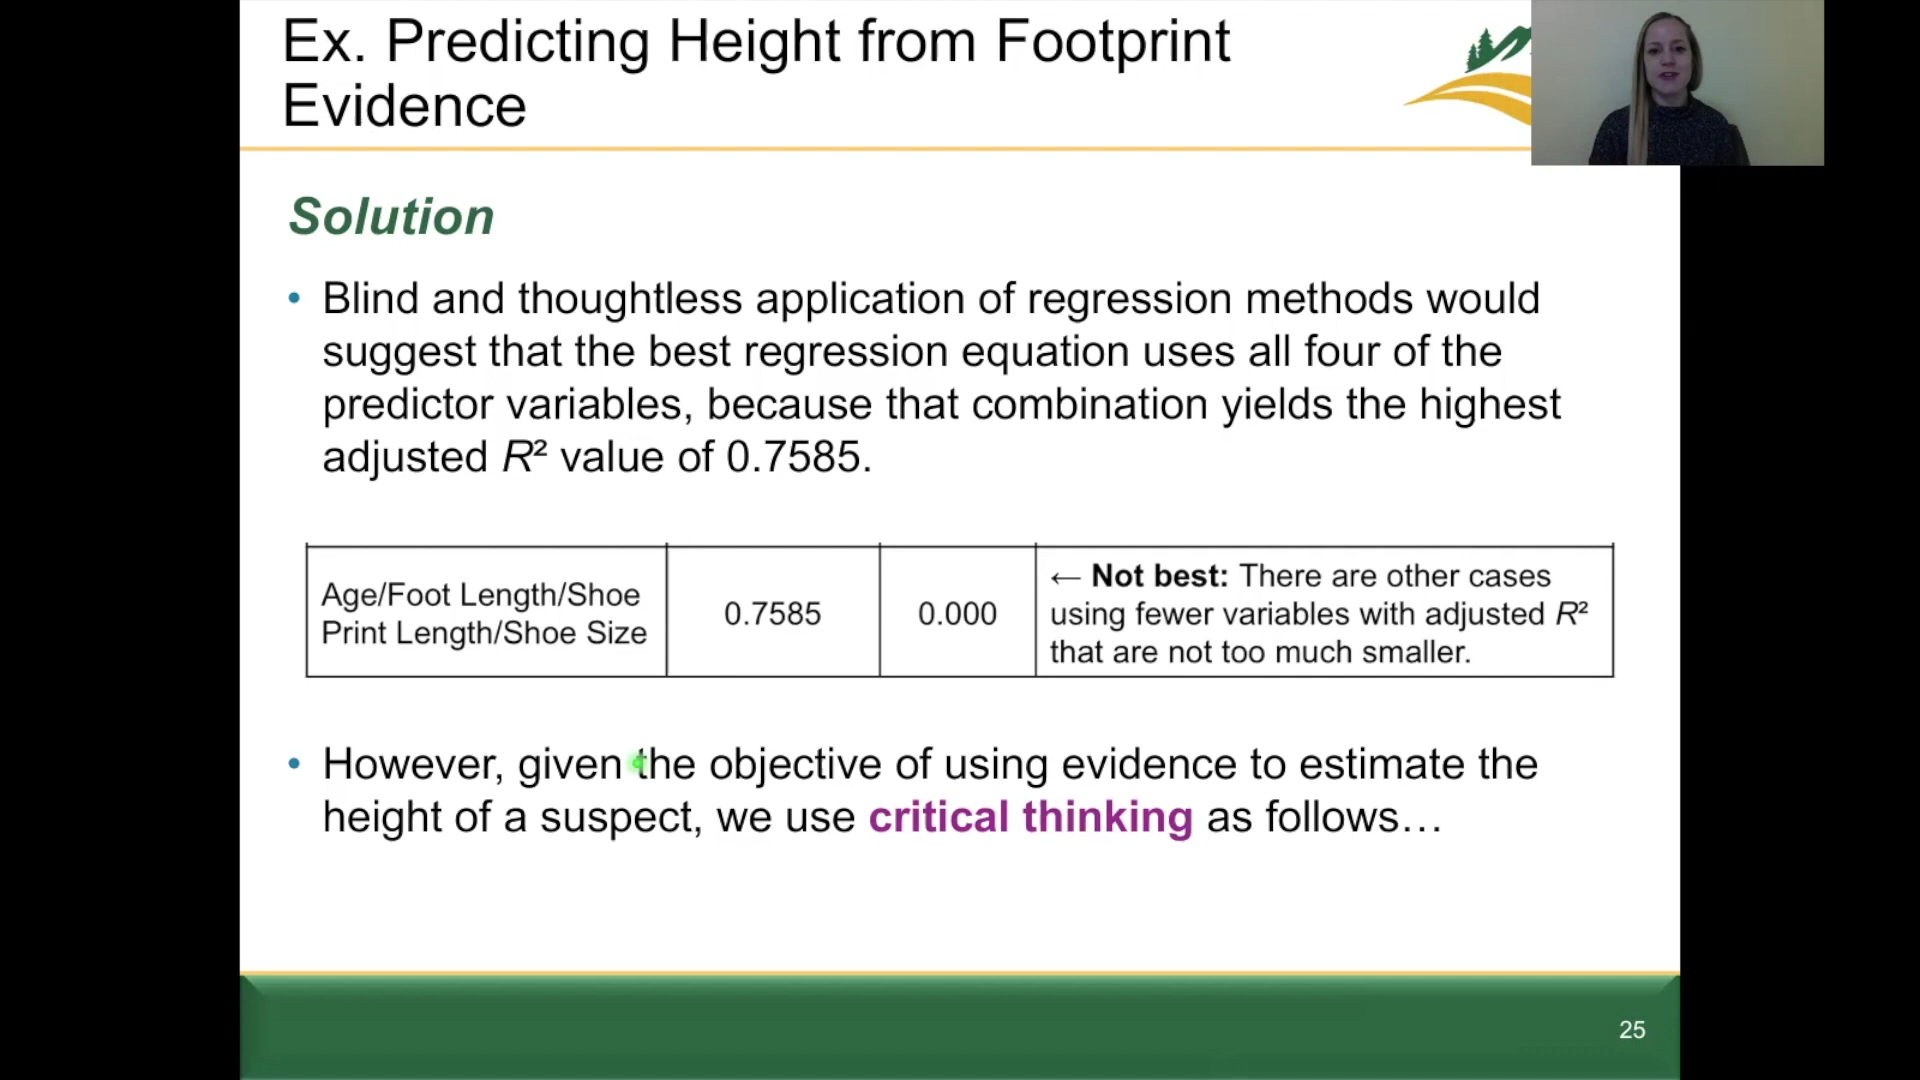 Ex. Predicting Height from Footprint
Evidence
Solution
• Blind and thoughtless application of regression methods would
suggest that the best regression equation uses all four of the
predictor variables, because that combination yields the highest
adjusted R² value of 0.7585.
Age/Foot Length/Shoe
Print Length/Shoe Size
0.7585
0.000
← Not best: There are other cases
using fewer variables with adjusted R²
that are not too much smaller.
• However, given the objective of using evidence to estimate the
height of a suspect, we use critical thinking as follows…
25